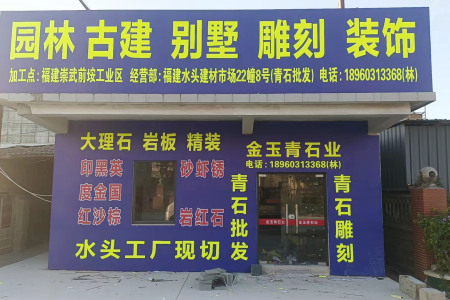 园林 古建 别墅 雕刻 装饰
加工点:福建崇武前垵工业区 经营部:福建水头建材市场22幢8号(青石批发) 电话:18960313368(林)
大理石 岩板 精装
印黑英
度金国
红沙棕
砂虾锈
岩红石
水头工厂现切
金玉青石业
电话:18960313368(林)
青石批发
青石雕刻